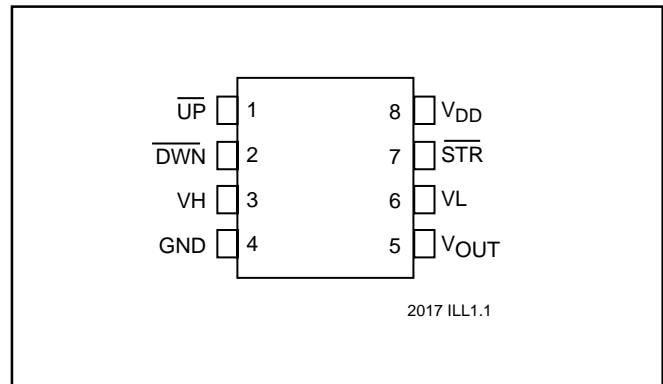 UP 1 8 VDD
DWN 2 7 STR
VH 3 6 VL
GND 4 5 VOUT
2017 ILL1.1